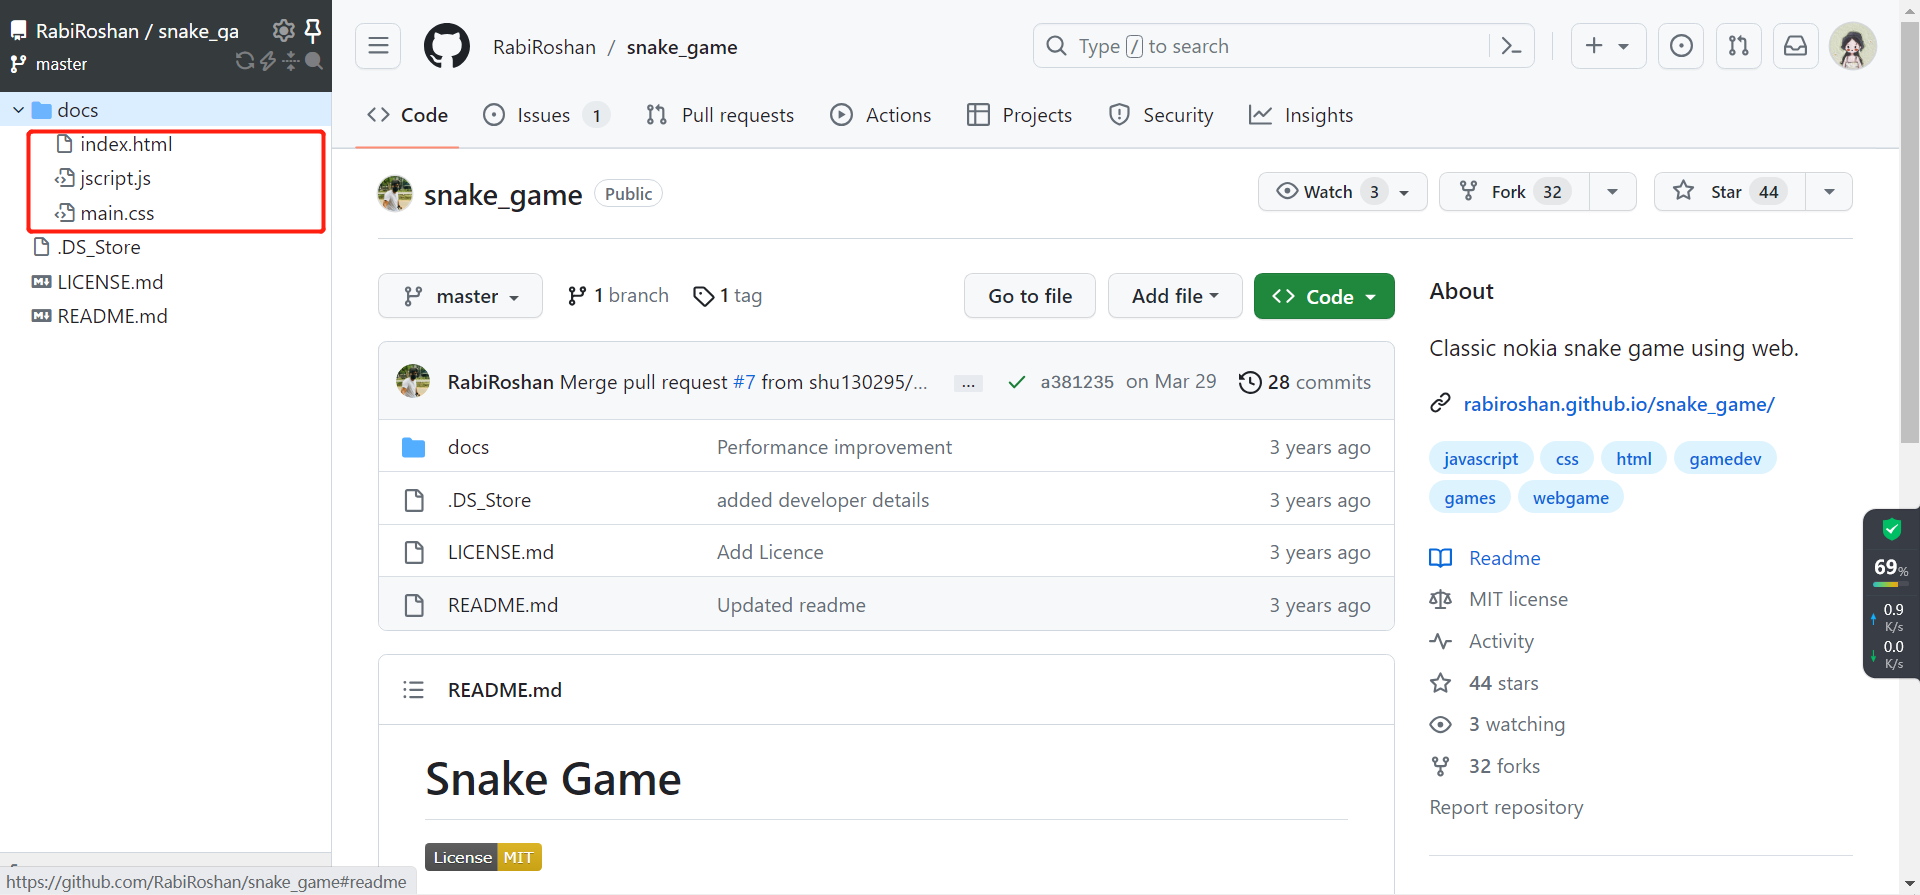 RabiRoshan / snake_ga
master
docs
index.html
jscript.js
main.css
.DS_Store
LICENSE.md
README.md
RabiRoshan / snake_game
Type / to search
Code
Issues 1
Pull requests
Actions
Projects
Security
Insights
snake_game Public
Watch 3
Fork 32
Star 44
master
1 branch
1 tag
Go to file
Add file
Code
RabiRoshan Merge pull request #7 from shu130295/... ... a381235 on Mar 29 28 commits
docs Performance improvement 3 years ago
.DS_Store added developer details 3 years ago
LICENSE.md Add Licence 3 years ago
README.md Updated readme 3 years ago
README.md
Snake Game
License MIT
About
Classic nokia snake game using web.
rabiroshan.github.io/snake_game/
javascript css html gamedev
games webgame
Readme
MIT license
Activity
44 stars
3 watching
32 forks
Report repository
69%
0.9
K/s
0.0
K/s
https://github.com/RabiRoshan/snake_game#readme